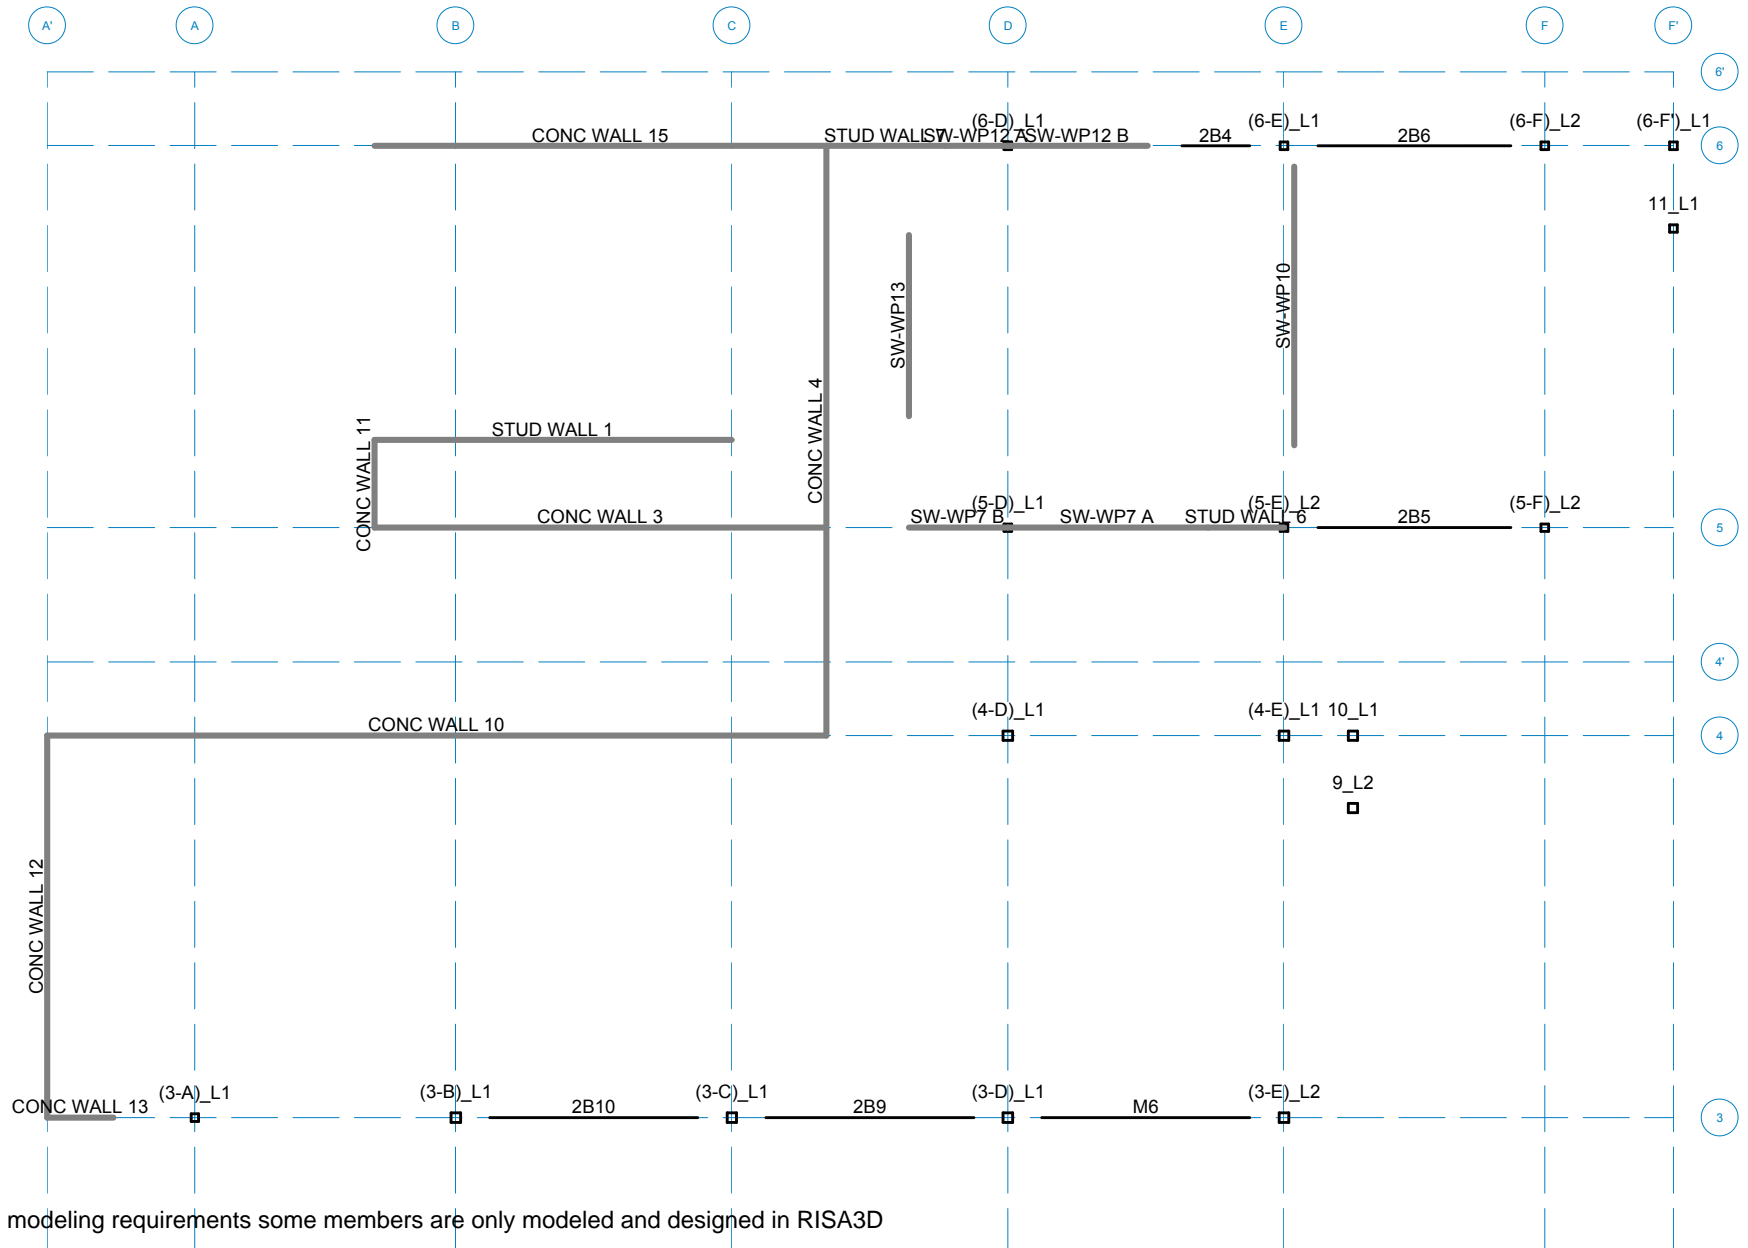 A' A B C D E F F'
6'
(6-D)_L1 (6-E)_L1 (6-F)_L2 (6-F')_L1
CONC WALL 15 STUD WALL 7 SW-WP12 A SW-WP12 B 2B4 2B6 6
11_L1
SW-WP13
SW-WP10
CONC WALL 4
CONC WALL 11
STUD WALL 1
(5-D)_L1 (5-E)_L2 (5-F)_L2
CONC WALL 3 SW-WP7 B SW-WP7 A STUD WALL 6 2B5 5
4'
(4-D)_L1 (4-E)_L1 10_L1
CONC WALL 10 4
9_L2
CONC WALL 12
(3-A)_L1 (3-B)_L1 (3-C)_L1 (3-D)_L1 (3-E)_L2
CONC WALL 13 2B10 2B9 M6 3
modeling requirements some members are only modeled and designed in RISA3D